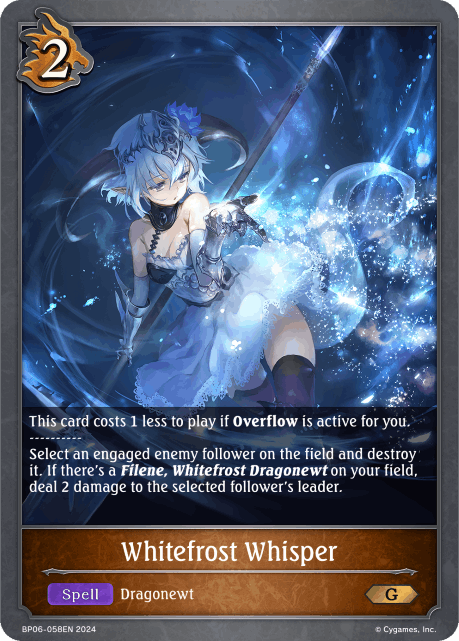 2
This card costs 1 less to play if Overflow is active for you.
----------
Select an engaged enemy follower on the field and destroy
it. If there's a Filene, Whitefrost Dragonewt on your field,
deal 2 damage to the selected follower's leader.
Whitefrost Whisper
Spell Dragonewt G
BP06-058EN 2024 © Cygames, Inc.